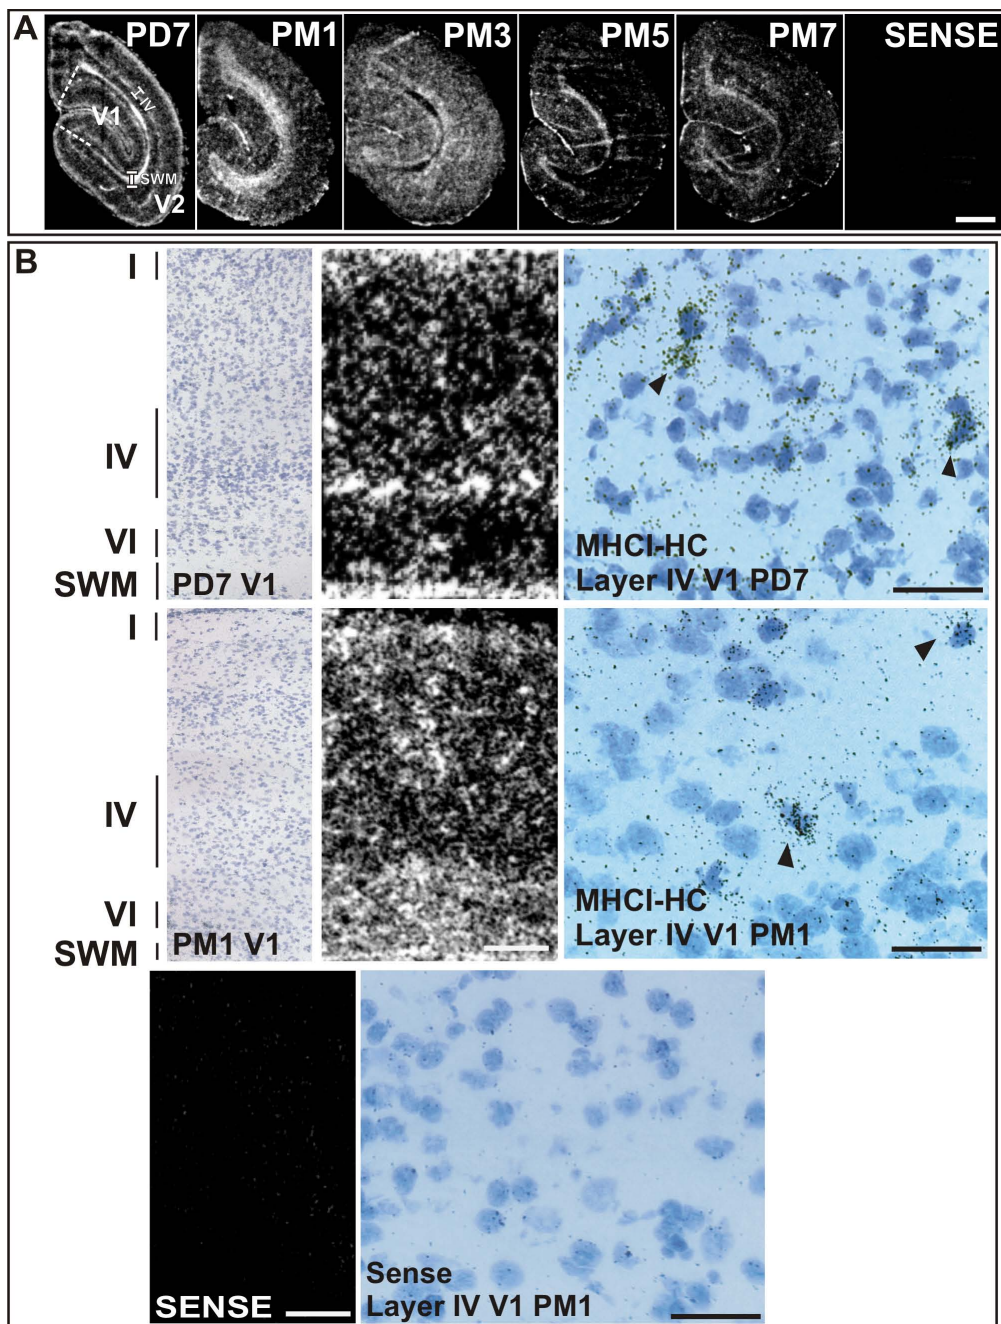 A
PD7
PM1
PM3
PM5
PM7
SENSE
IV
V1
SWM
V2
B
I
IV
VI
SWM
PD7 V1
MHCI-HC
Layer IV V1 PD7
I
IV
VI
SWM
PM1 V1
MHCI-HC
Layer IV V1 PM1
SENSE
Sense
Layer IV V1 PM1